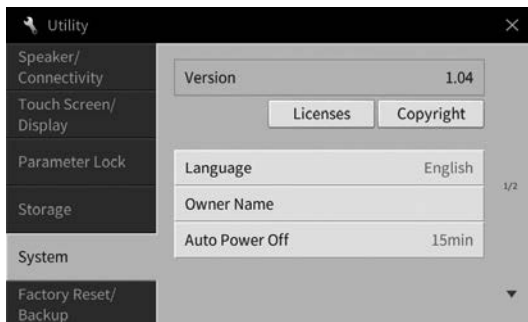 Utility
Speaker/
Connectivity
Touch Screen/
Display
Parameter Lock
Storage
System
Factory Reset/
Backup
Version 1.04
Licenses Copyright
Language English
Owner Name
Auto Power Off 15min
1/2